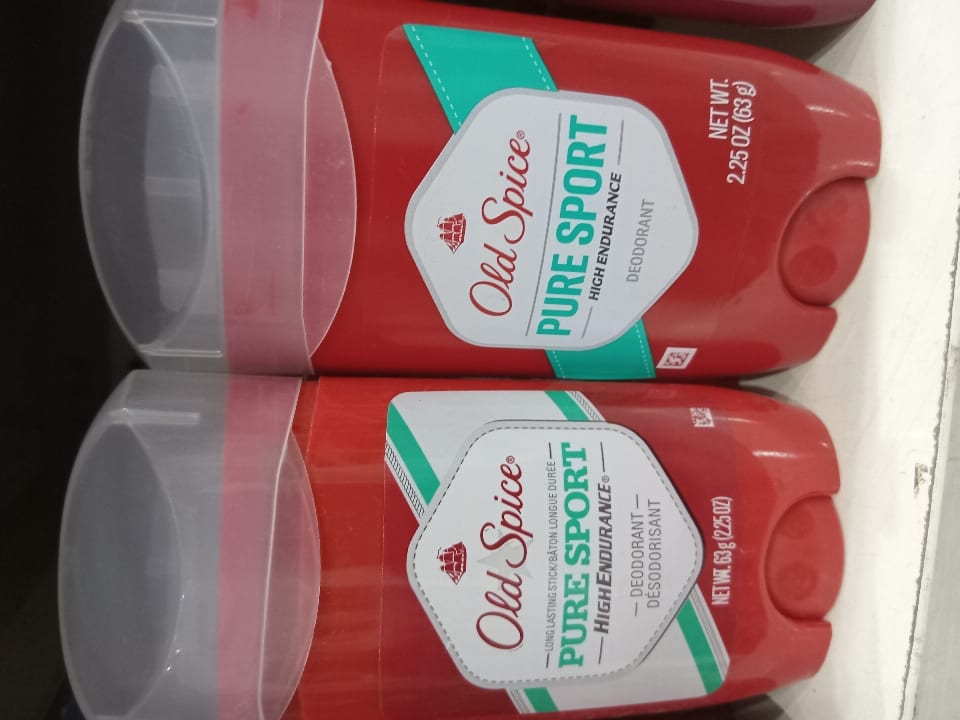 Old Spice®
PURE SPORT
HIGH ENDURANCE
DEODORANT
NET WT.
2.25 OZ (63 g)
Old Spice®
LONG LASTING STICK/BÂTON LONGUE DURÉE
PURE SPORT
HIGH ENDURANCE®
DEODORANT
DÉSODORISANT
NET WT. 63 g (2.25 OZ)